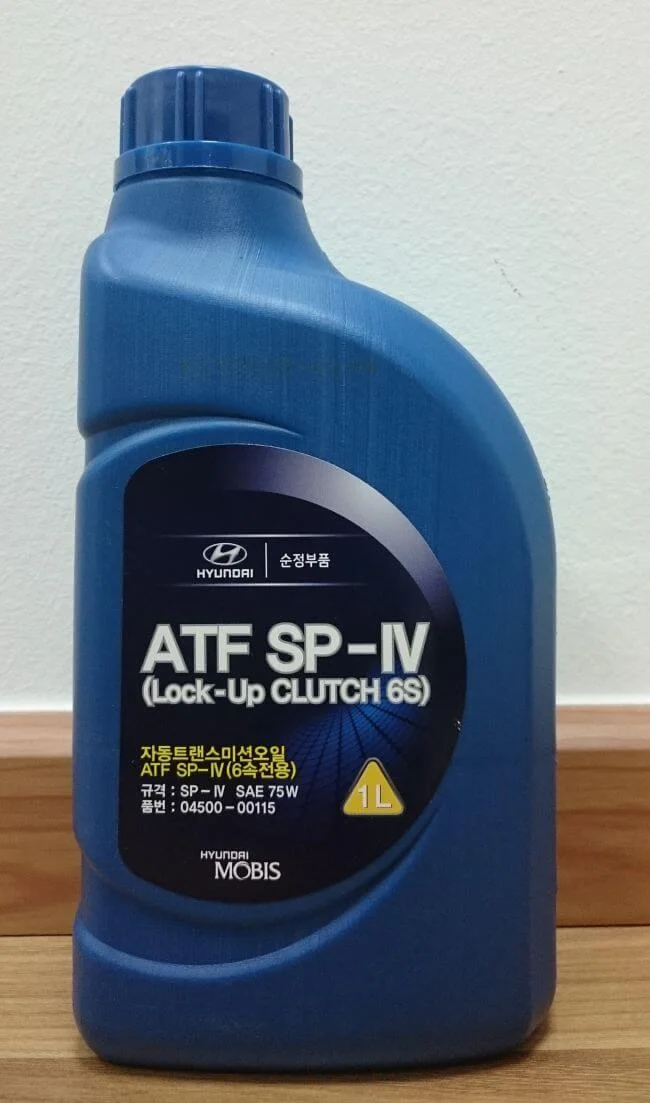 HYUNDAI 순정부품
ATF SP-IV
(Lock-Up CLUTCH 6S)
자동트랜스미션오일
ATF SP-IV(6속전용)
규격 : SP-IV SAE 75W
품번 : 04500-00115
1L
HYUNDAI
MOBIS